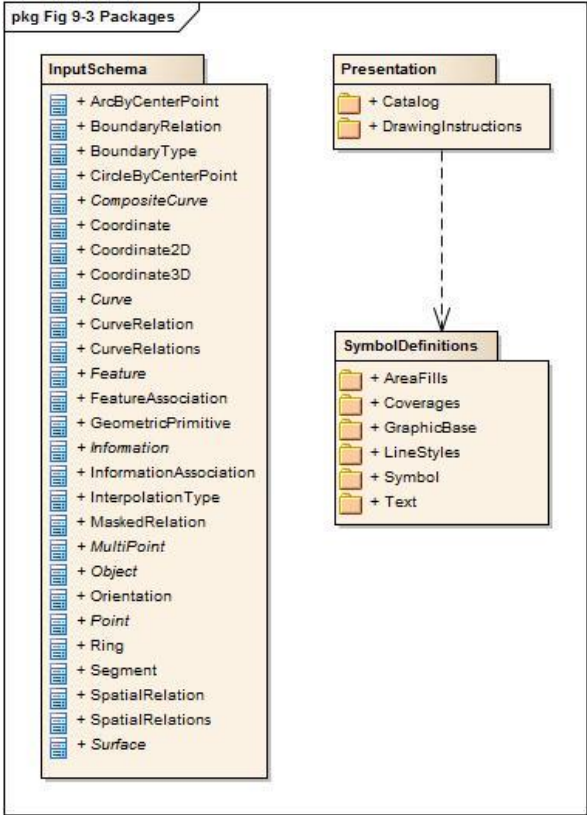 pkg Fig 9-3 Packages
InputSchema
+ ArcByCenterPoint
+ BoundaryRelation
+ BoundaryType
+ CircleByCenterPoint
+ CompositeCurve
+ Coordinate
+ Coordinate2D
+ Coordinate3D
+ Curve
+ CurveRelation
+ CurveRelations
+ Feature
+ FeatureAssociation
+ GeometricPrimitive
+ Information
+ InformationAssociation
+ InterpolationType
+ MaskedRelation
+ MultiPoint
+ Object
+ Orientation
+ Point
+ Ring
+ Segment
+ SpatialRelation
+ SpatialRelations
+ Surface
Presentation
+ Catalog
+ DrawingInstructions
SymbolDefinitions
+ AreaFills
+ Coverages
+ GraphicBase
+ LineStyles
+ Symbol
+ Text